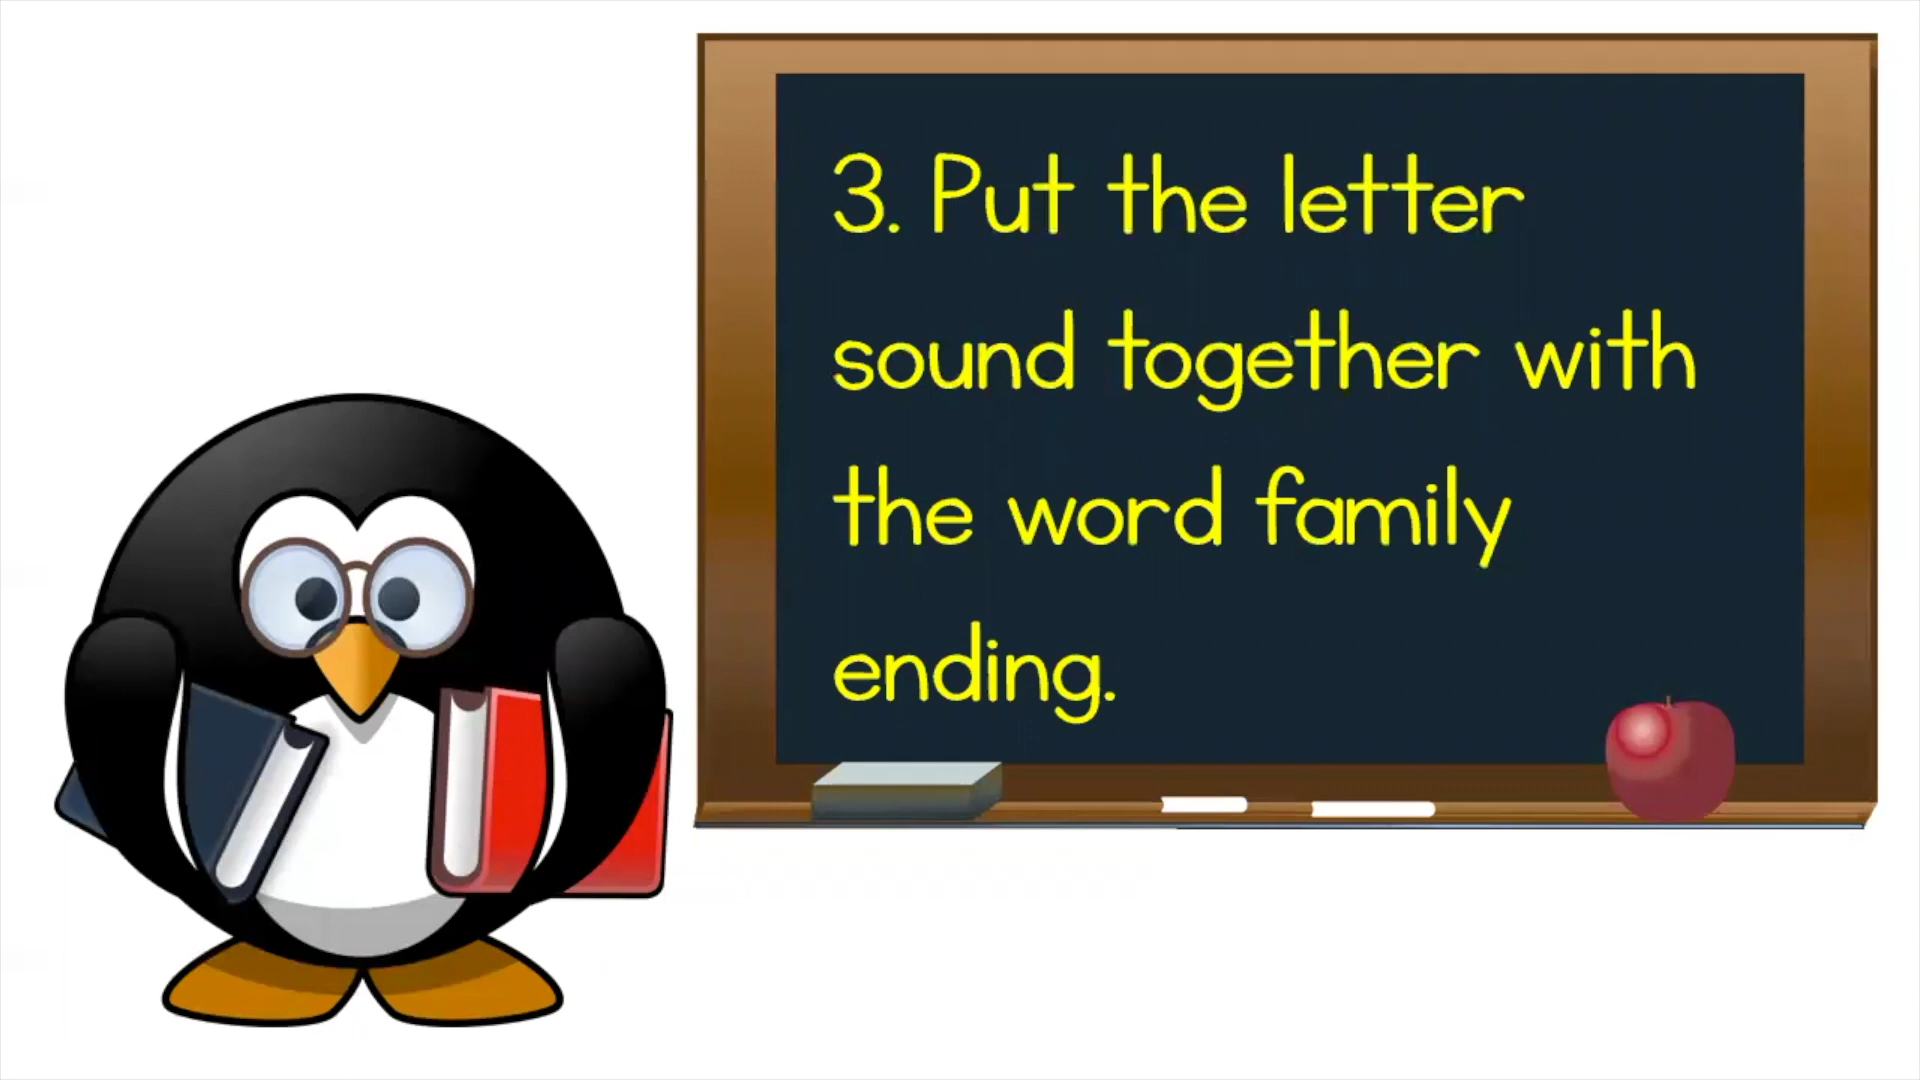 3. Put the letter
sound together with
the word family
ending.